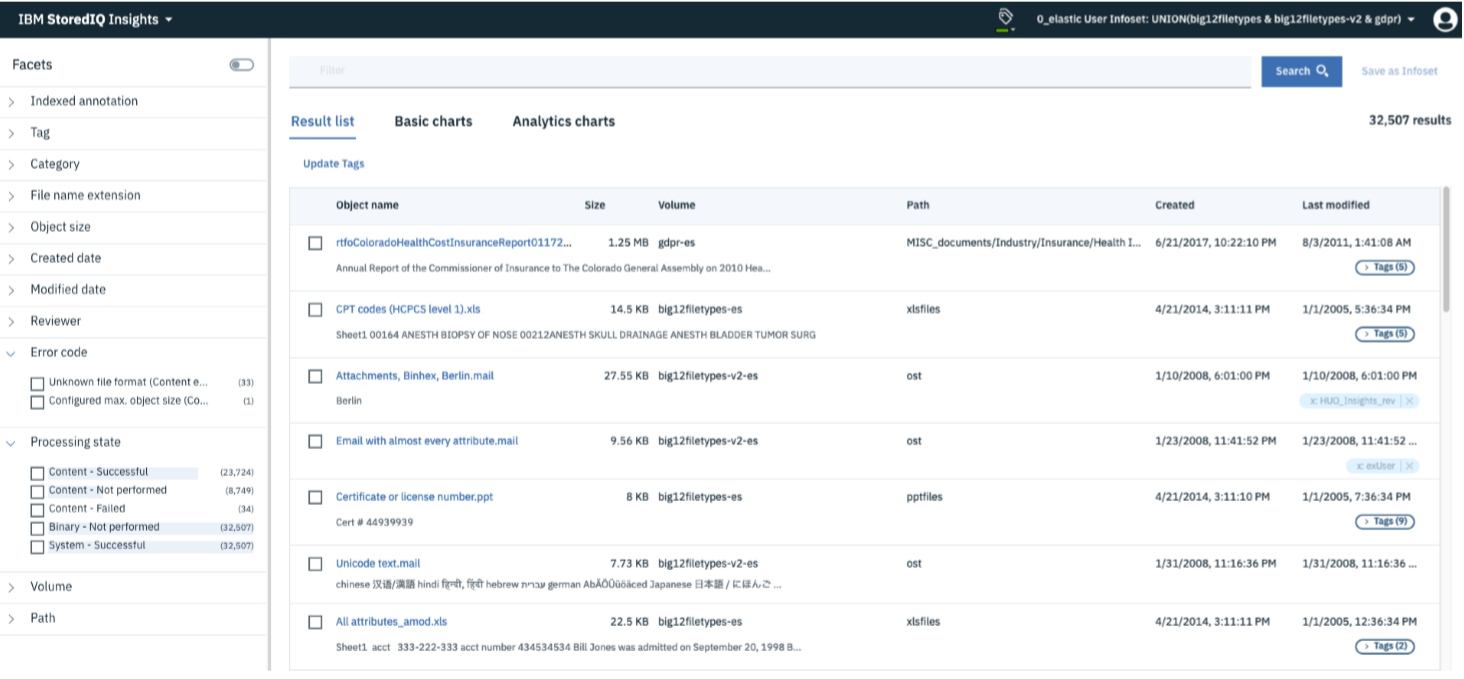 IBM StoredIQ Insights
0_elastic User Infoset: UNION(big12filetypes & big12filetypes-v2 & gdpr)
Facets
Indexed annotation
Tag
Category
File name extension
Object size
Created date
Modified date
Reviewer
Error code
Unknown file format (Content e... (33)
Configured max. object size (Co... (1)
Processing state
Content - Successful (23,724)
Content - Not performed (8,749)
Content - Failed (34)
Binary - Not performed (32,507)
System - Successful (32,507)
Volume
Path
Filter
Search
Save as Infoset
Result list Basic charts Analytics charts
32,507 results
Update Tags
Object name Size Volume Path Created Last modified
rtfoColoradoHealthCostInsuranceReport01172... 1.25 MB gdpr-es MISC_documents/Industry/Insurance/Health I... 6/21/2017, 10:22:10 PM 8/3/2011, 1:41:08 AM
Annual Report of the Commissioner of Insurance to The Colorado General Assembly on 2010 Hea...
> Tags (5)
CPT codes (HCPCS level 1).xls 14.5 KB big12filetypes-es xlsfiles 4/21/2014, 3:11:11 PM 1/1/2005, 5:36:34 PM
Sheet1 00164 ANESTH BIOPSY OF NOSE 00212ANESTH SKULL DRAINAGE ANESTH BLADDER TUMOR SURG
> Tags (5)
Attachments, Binhex, Berlin.mail 27.55 KB big12filetypes-v2-es ost 1/10/2008, 6:01:00 PM 1/10/2008, 6:01:00 PM
Berlin
x: HUO_Insights_rev | X
Email with almost every attribute.mail 9.56 KB big12filetypes-v2-es ost 1/23/2008, 11:41:52 PM 1/23/2008, 11:41:52 ...
x: exUser | X
Certificate or license number.ppt 8 KB big12filetypes-es pptfiles 4/21/2014, 3:11:10 PM 1/1/2005, 7:36:34 PM
Cert # 44939939
> Tags (9)
Unicode text.mail 7.73 KB big12filetypes-v2-es ost 1/31/2008, 11:16:36 PM 1/31/2008, 11:16:36 ...
chinese 汉语/漢語 hindi हिन्दी, हिंदी hebrew עברית german AbÄÖÜüöäced Japanese 日本語 / にほんご ...
All attributes_amod.xls 22.5 KB big12filetypes-es xlsfiles 4/21/2014, 3:11:11 PM 1/1/2005, 12:36:34 PM
Sheet1 acct 333-222-333 acct number 434534534 Bill Jones was admitted on September 20, 1998 B...
> Tags (2)